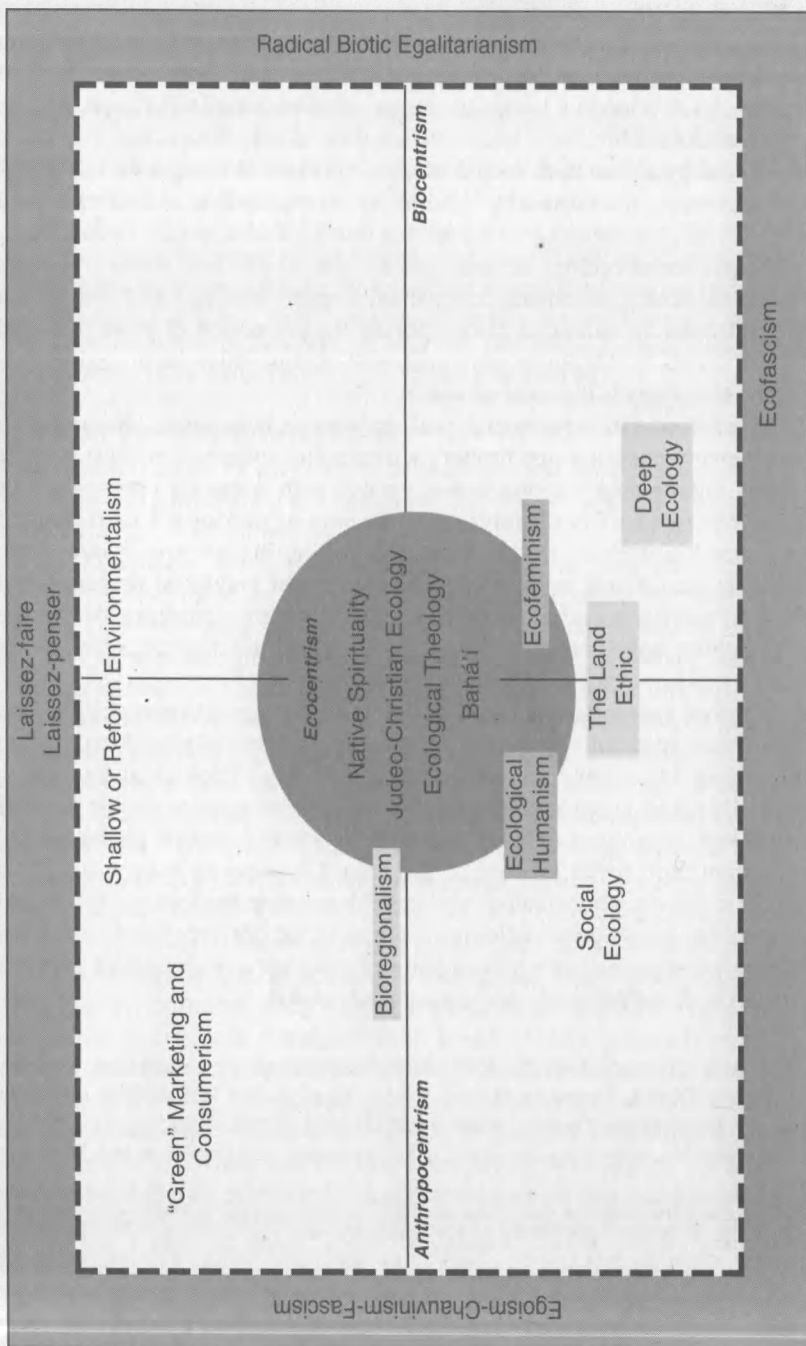 Laissez-faire
Laissez-penser
Shallow or Reform Environmentalism
"Green" Marketing and
Consumerism
Egoism-Chauvinism-Fascism
Radical Biotic Egalitarianism
Ecocentrism
Native Spirituality
Judeo-Christian Ecology
Ecological Theology
Bahá'í
Bioregionalism
Anthropocentrism
Biocentrism
Ecological
Humanism
Ecofeminism
Social
Ecology
The Land
Ethic
Deep
Ecology
Ecofascism